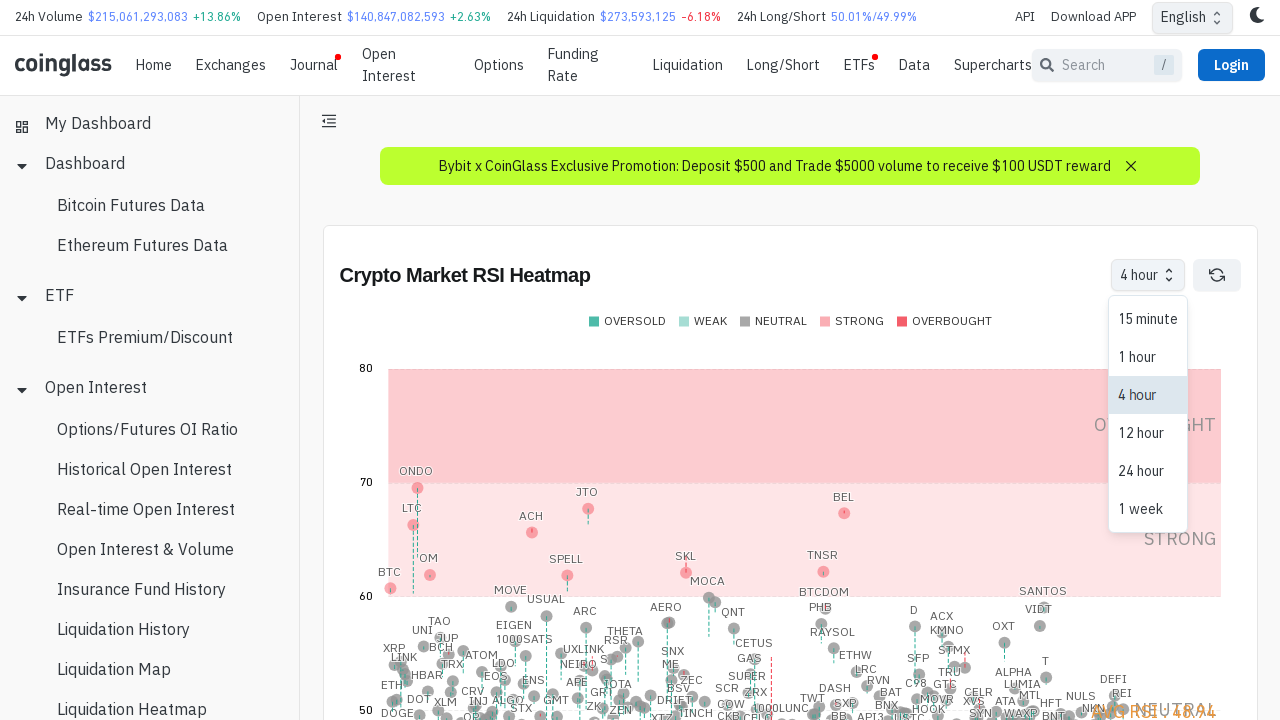 24h Volume $215,061,293,083 +13.86% Open Interest $140,847,082,593 +2.63% 24h Liquidation $273,593,125 -6.18% 24h Long/Short 50.01%/49.99% API Download APP English
coinglass Home Exchanges Journal Open Interest Options Funding Rate Liquidation Long/Short ETFs Data Supercharts Search / Login
My Dashboard
Dashboard
Bitcoin Futures Data
Ethereum Futures Data
ETF
ETFs Premium/Discount
Open Interest
Options/Futures OI Ratio
Historical Open Interest
Real-time Open Interest
Open Interest & Volume
Insurance Fund History
Liquidation History
Liquidation Map
Liquidation Heatmap
Bybit x CoinGlass Exclusive Promotion: Deposit $500 and Trade $5000 volume to receive $100 USDT reward
Crypto Market RSI Heatmap
4 hour
15 minute
1 hour
4 hour
12 hour
24 hour
1 week
OVERSOLD WEAK NEUTRAL STRONG OVERBOUGHT
80
70
ONDO
LTC
JTO
BEL
ACH
STRONG
OM
SPELL
SKL
TNSR
BTC
MOCA
60
MOVE
USUAL
BTCDOM
SANTOS
ARC
AERO
PHB
VIDT
QNT
D
ACX
TAO
EIGEN
UNI
THETA
RAYSOL
KMNO
OXT
JUP
1000SATS
RSR
CETUS
XRP
BCH
UXLINK
SNX
STMX
LINK
ATOM
GAS
ETHW
SFP
T
TRX
LDO
NEIRO
ME
LRC
TRU
ALPHA
HBAR
EOS
SUPER
ENS
ZEC
RVN
C98
GTC
LUMIA
DEFI
ETH
APE
IOTA
BSV
SCR
ZRX
DASH
BAT
CELR
MTL
NULS
REI
DOT
CRV
GRT
DRIFT
TWT
MOVR
XLM
INJ
ALGO
GMT
COW
SXP
BNX
XVS
ATA
HFT
50
DOGE
STX
ZEN
1INCH
1000LUNC
HOOK
SYN
WAXP
NEUTRAL
AVG RSI : 48.74